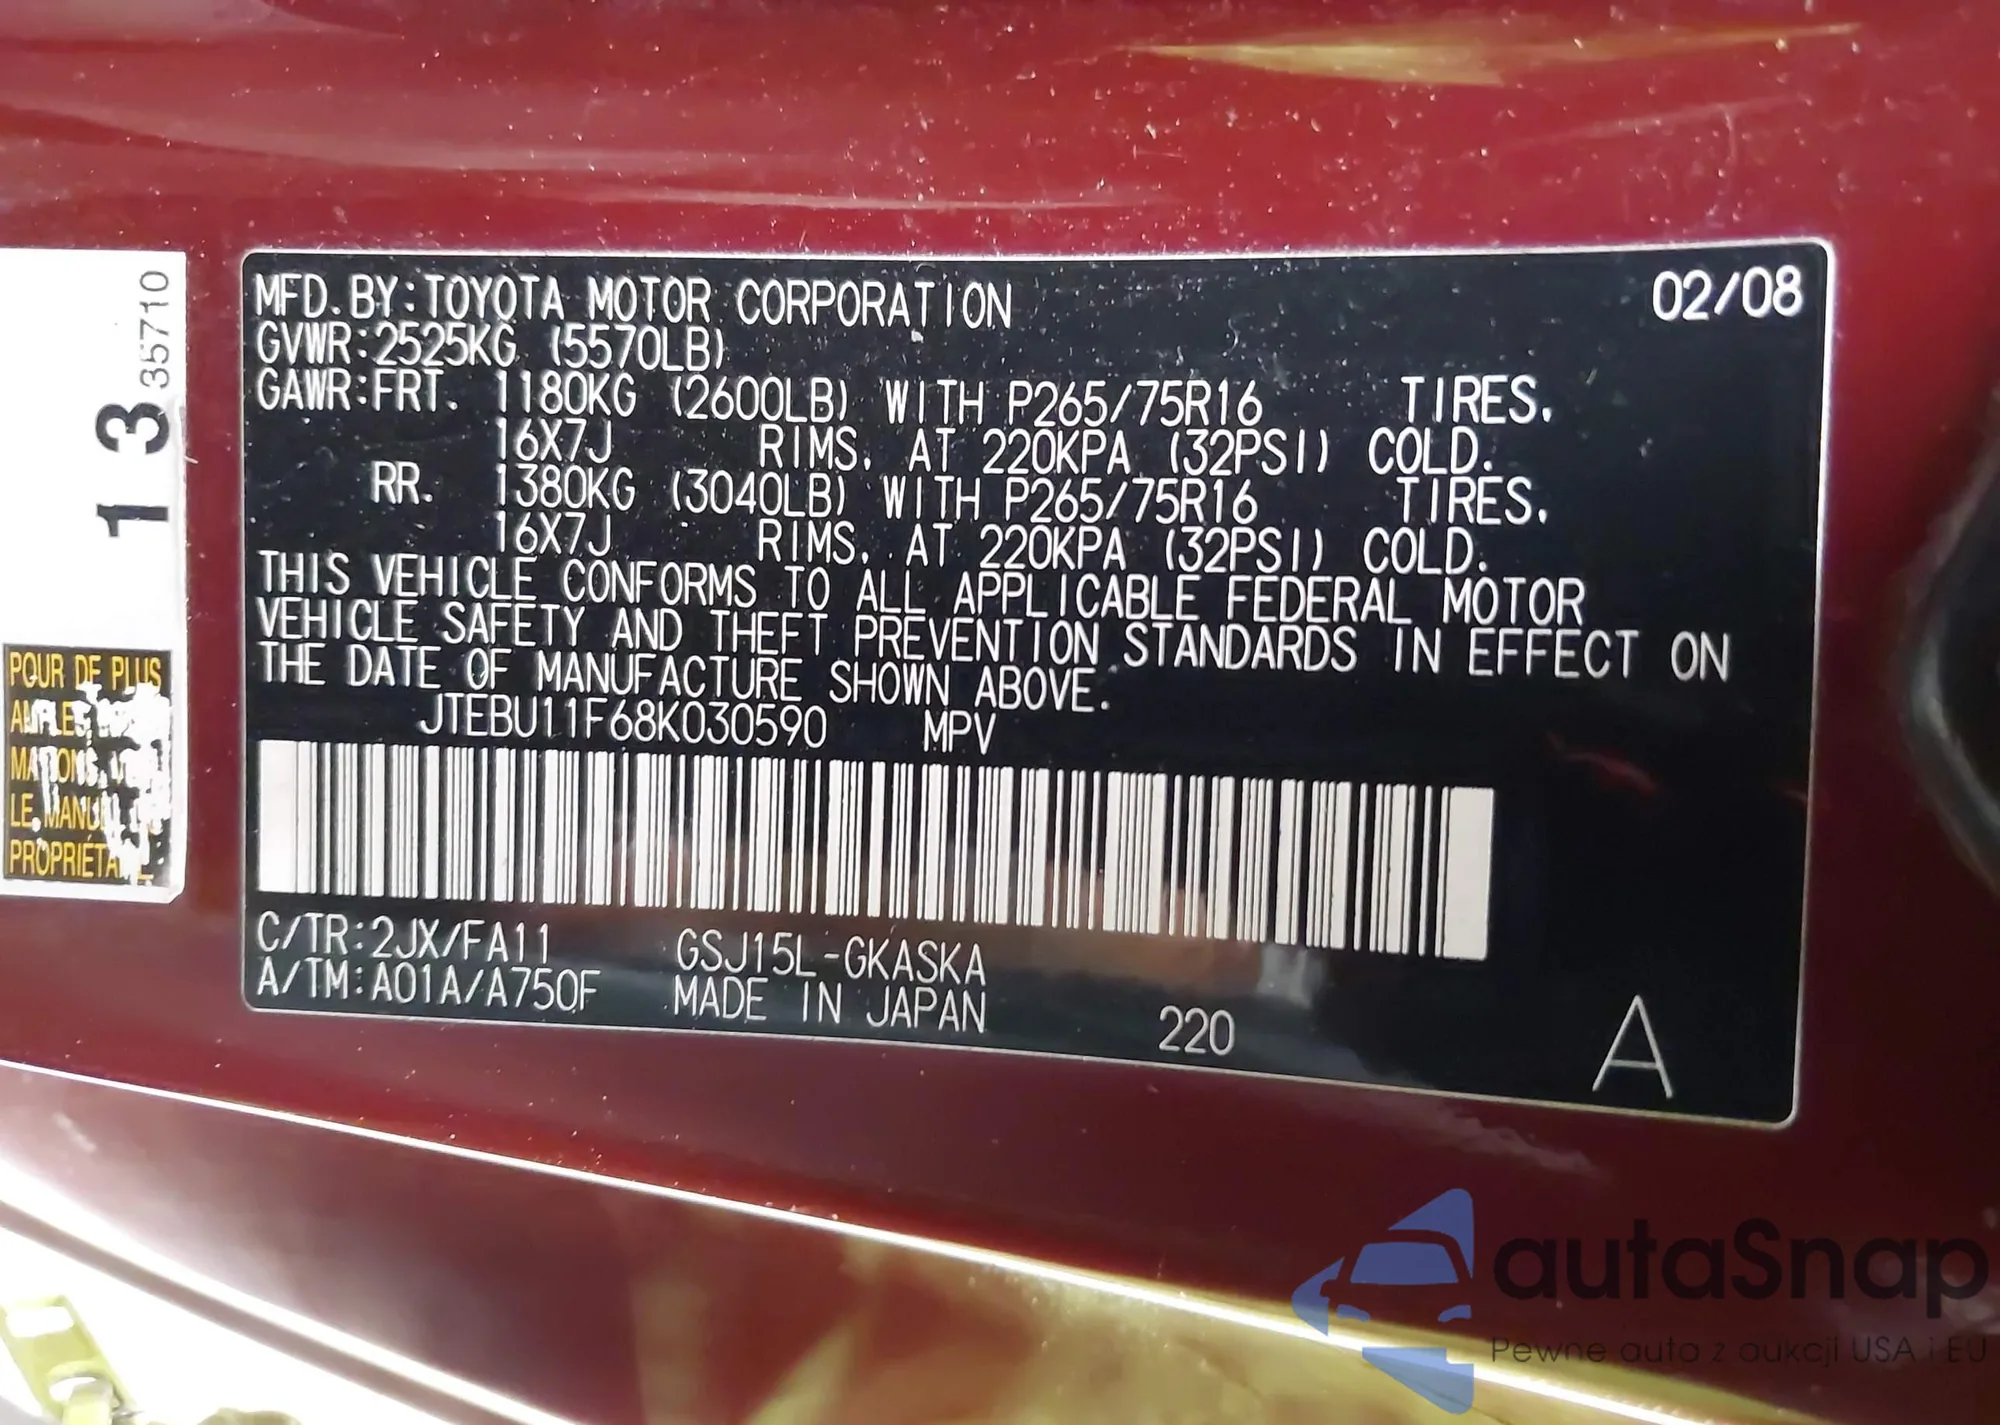 MFD. BY: TOYOTA MOTOR CORPORATION 02/08
GVWR: 2525KG (5570LB)
GAWR: FRT. 1180KG (2600LB) WITH P265/75R16 TIRES,
16X7J RIMS, AT 220KPA (32PSI) COLD.
RR. 1380KG (3040LB) WITH P265/75R16 TIRES,
16X7J RIMS, AT 220KPA (32PSI) COLD.
THIS VEHICLE CONFORMS TO ALL APPLICABLE FEDERAL MOTOR
VEHICLE SAFETY AND THEFT PREVENTION STANDARDS IN EFFECT ON
THE DATE OF MANUFACTURE SHOWN ABOVE.
JTEBU11F68K030590 MPV
C/TR: 2JX/FA11 GSJ15L-GKASKA
A/TM: A01A/A750F MADE IN JAPAN
220
A
13
35710
POUR DE PLUS
LE MANU
autaSnap
Pewne auto z aukcji USA i EU